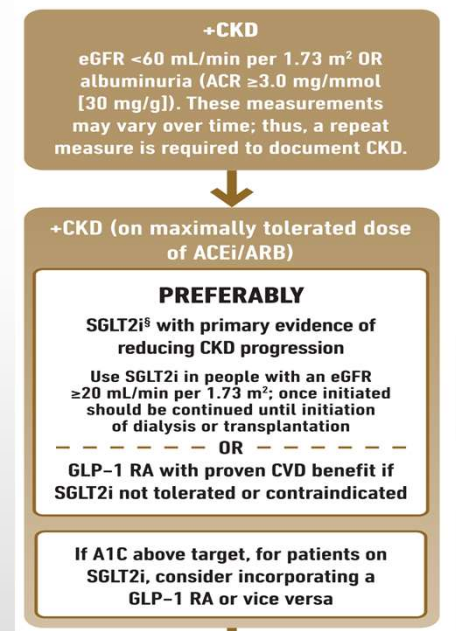 +CKD
eGFR <60 mL/min per 1.73 m² OR
albuminuria (ACR ≥3.0 mg/mmol
[30 mg/g]). These measurements
may vary over time; thus, a repeat
measure is required to document CKD.
+CKD (on maximally tolerated dose
of ACEi/ARB)
PREFERABLY
SGLT2i§ with primary evidence of
reducing CKD progression
Use SGLT2i in people with an eGFR
≥20 mL/min per 1.73 m²; once initiated
should be continued until initiation
of dialysis or transplantation
OR
GLP-1 RA with proven CVD benefit if
SGLT2i not tolerated or contraindicated
If A1C above target, for patients on
SGLT2i, consider incorporating a
GLP-1 RA or vice versa